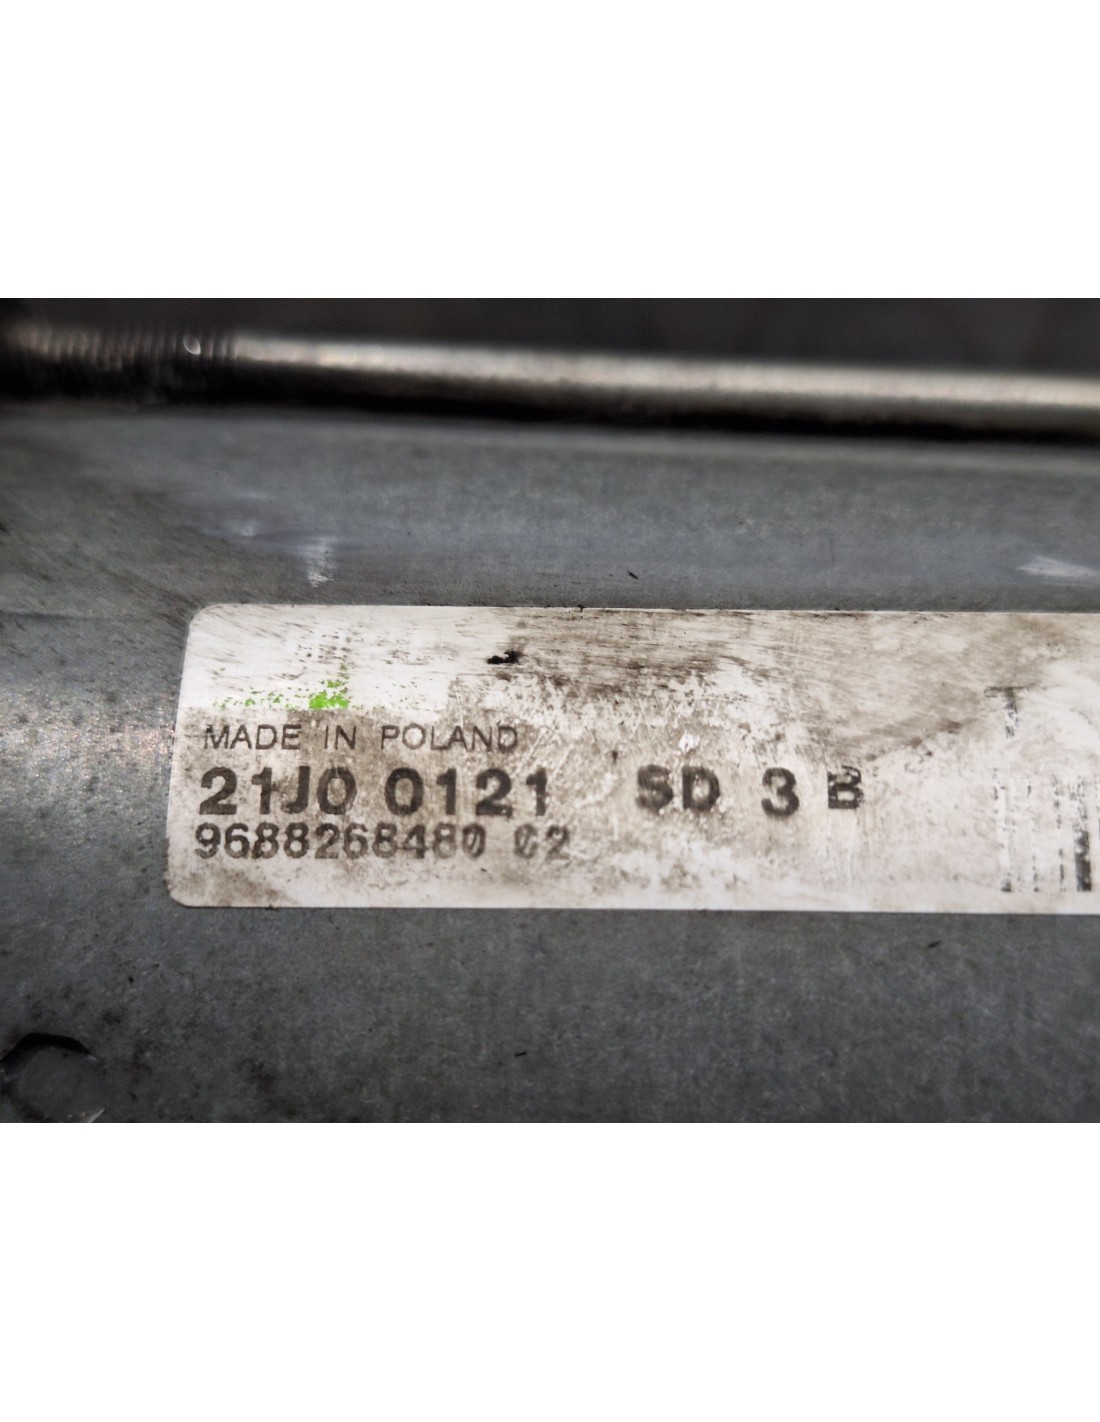 MADE IN POLAND
21J0 0121 SD 3 B
9688268480 02